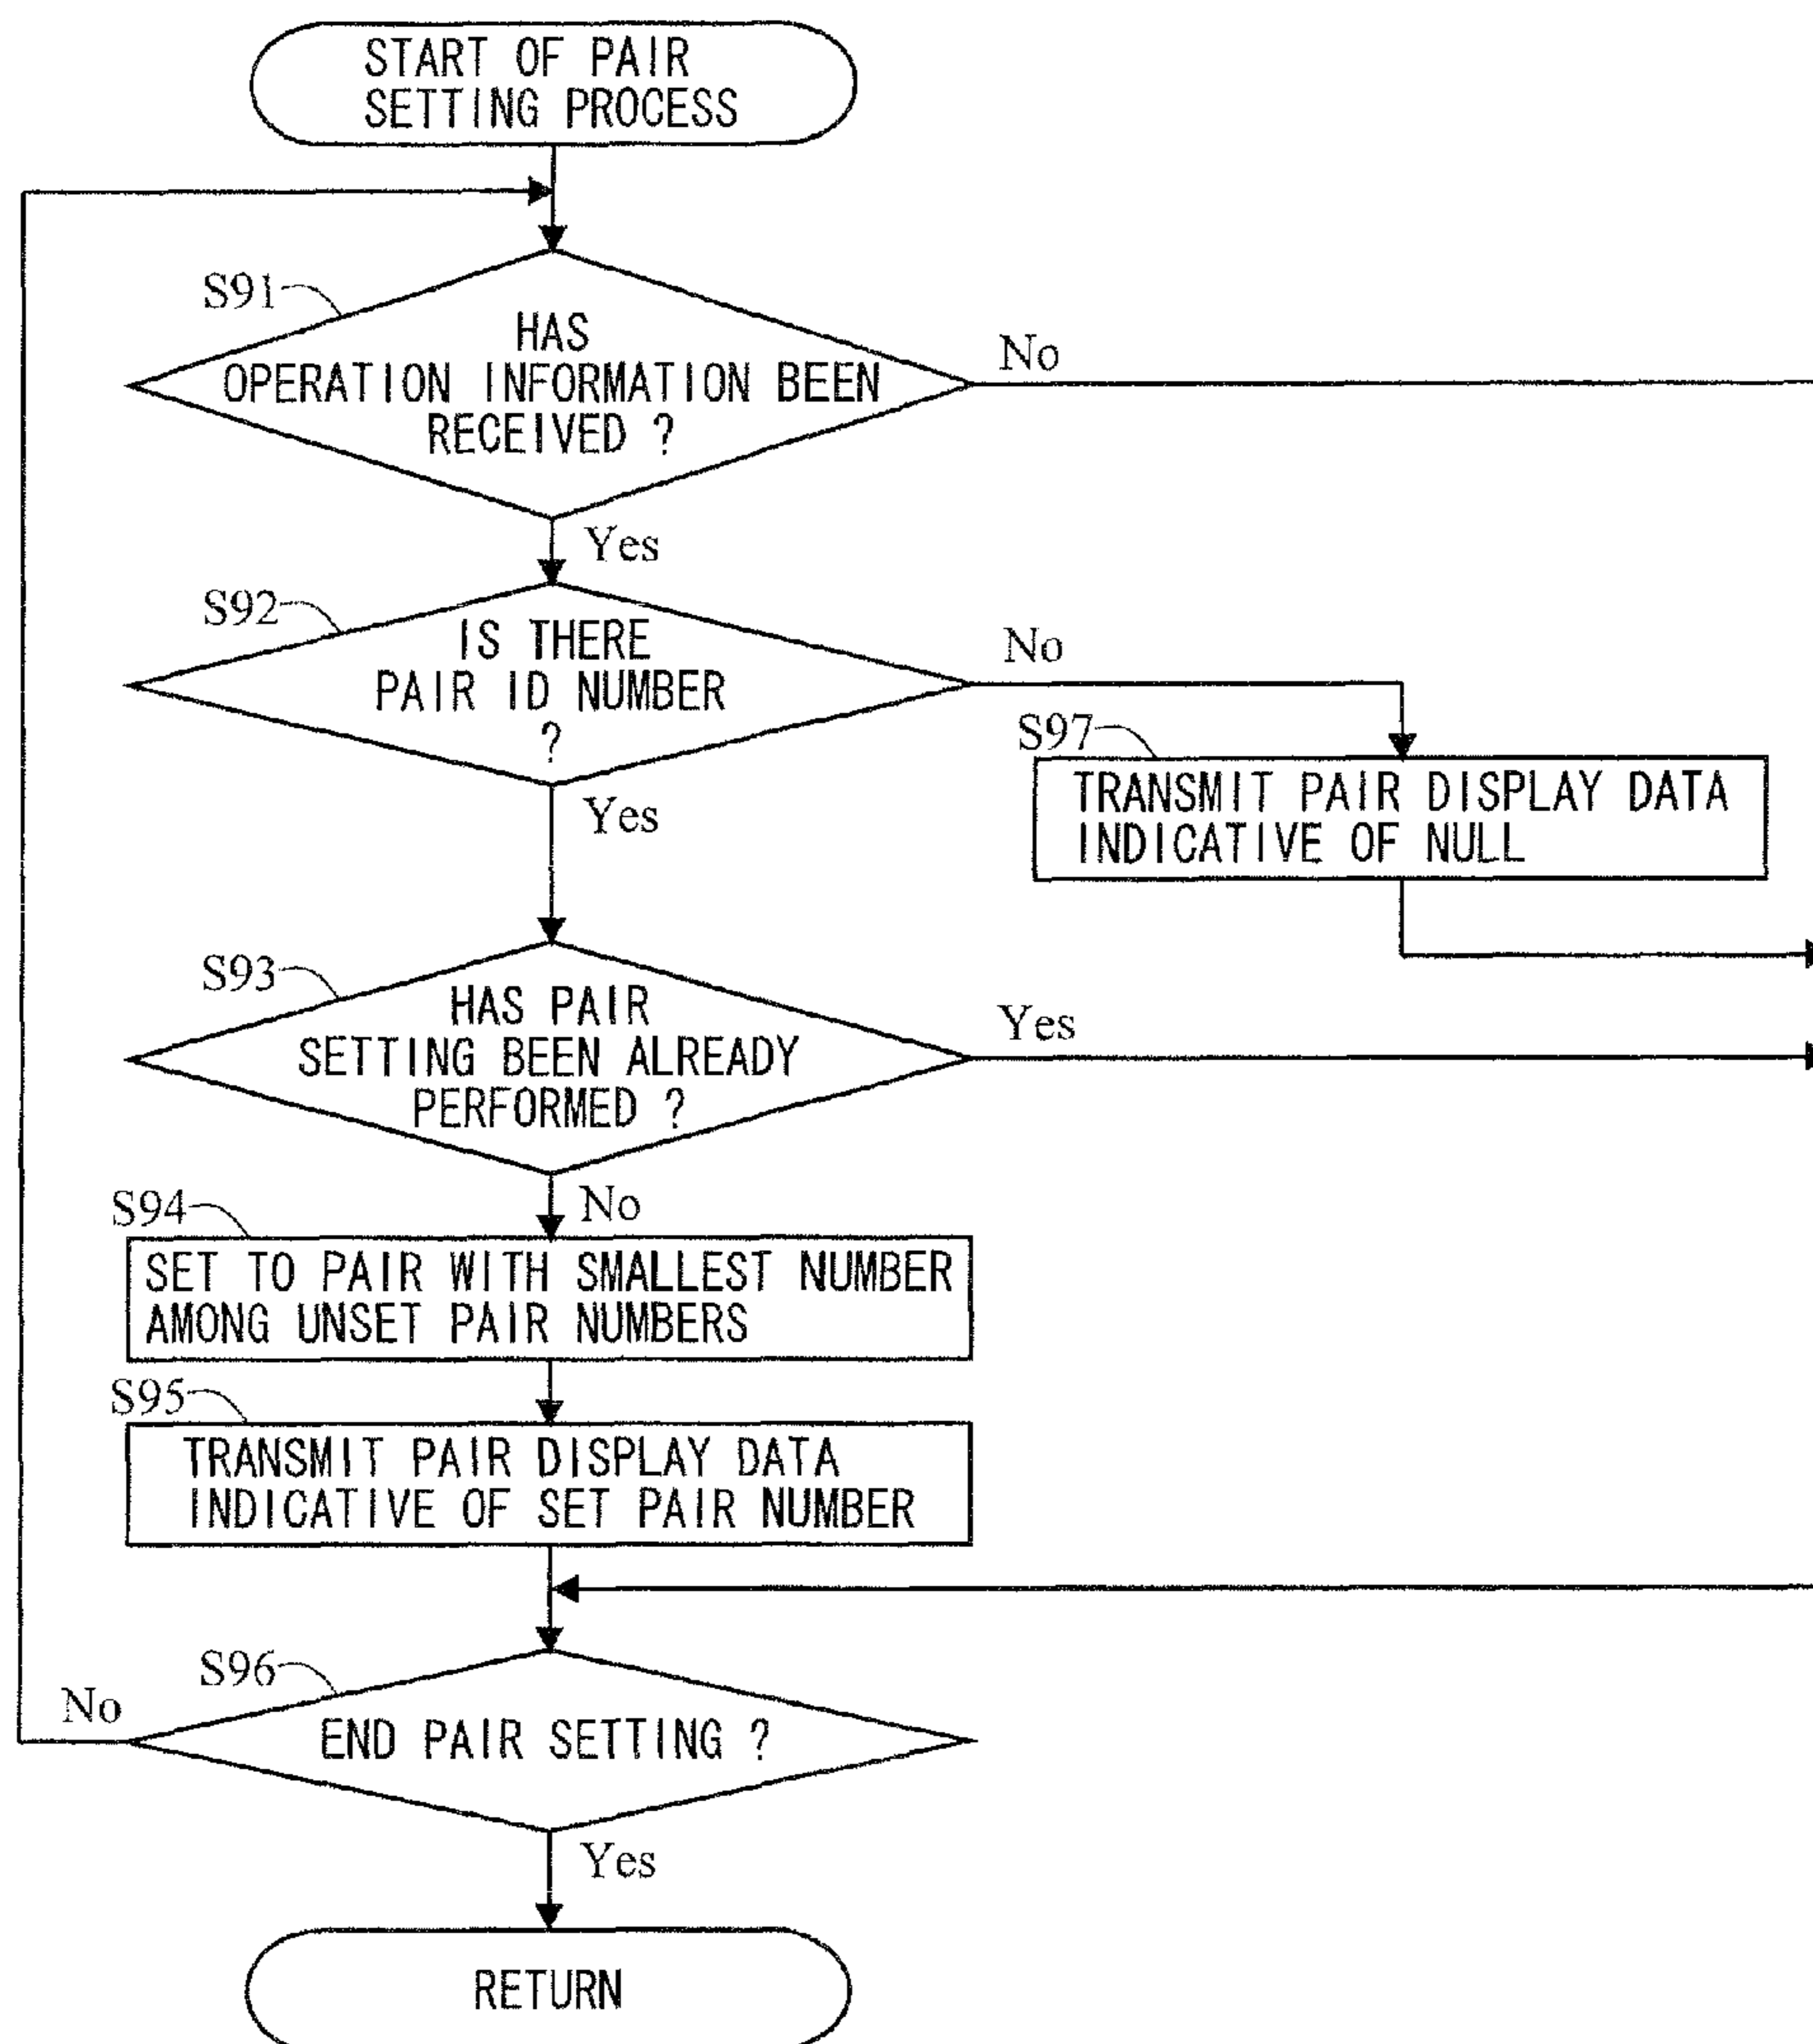 START OF PAIR
SETTING PROCESS
S91
HAS
OPERATION INFORMATION BEEN
RECEIVED ?
No
Yes
S92
IS THERE
PAIR ID NUMBER
?
No
Yes
S97
TRANSMIT PAIR DISPLAY DATA
INDICATIVE OF NULL
S93
HAS PAIR
SETTING BEEN ALREADY
PERFORMED ?
Yes
No
S94
SET TO PAIR WITH SMALLEST NUMBER
AMONG UNSET PAIR NUMBERS
S95
TRANSMIT PAIR DISPLAY DATA
INDICATIVE OF SET PAIR NUMBER
S96
END PAIR SETTING ?
No
Yes
RETURN